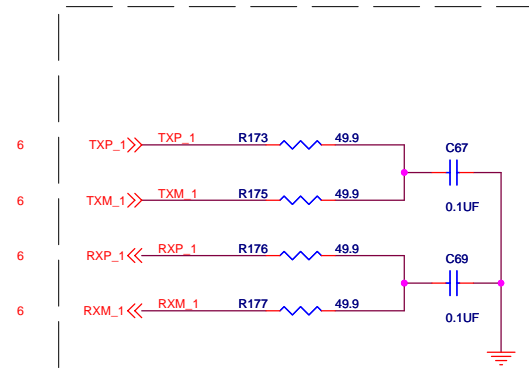 6 TXP_1 TXP_1 R173 49.9
C67
6 TXM_1 TXM_1 R175 49.9
0.1UF
6 RXP_1 RXP_1 R176 49.9
C69
6 RXM_1 RXM_1 R177 49.9
0.1UF